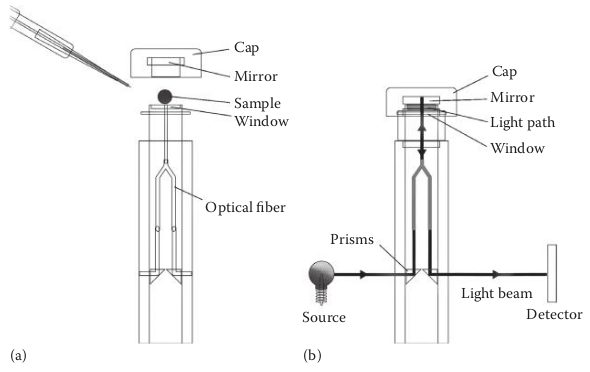 Cap
Mirror
Sample
Window
Optical fiber
(a)
Cap
Mirror
Light path
Window
Prisms
Light beam
Source
Detector
(b)